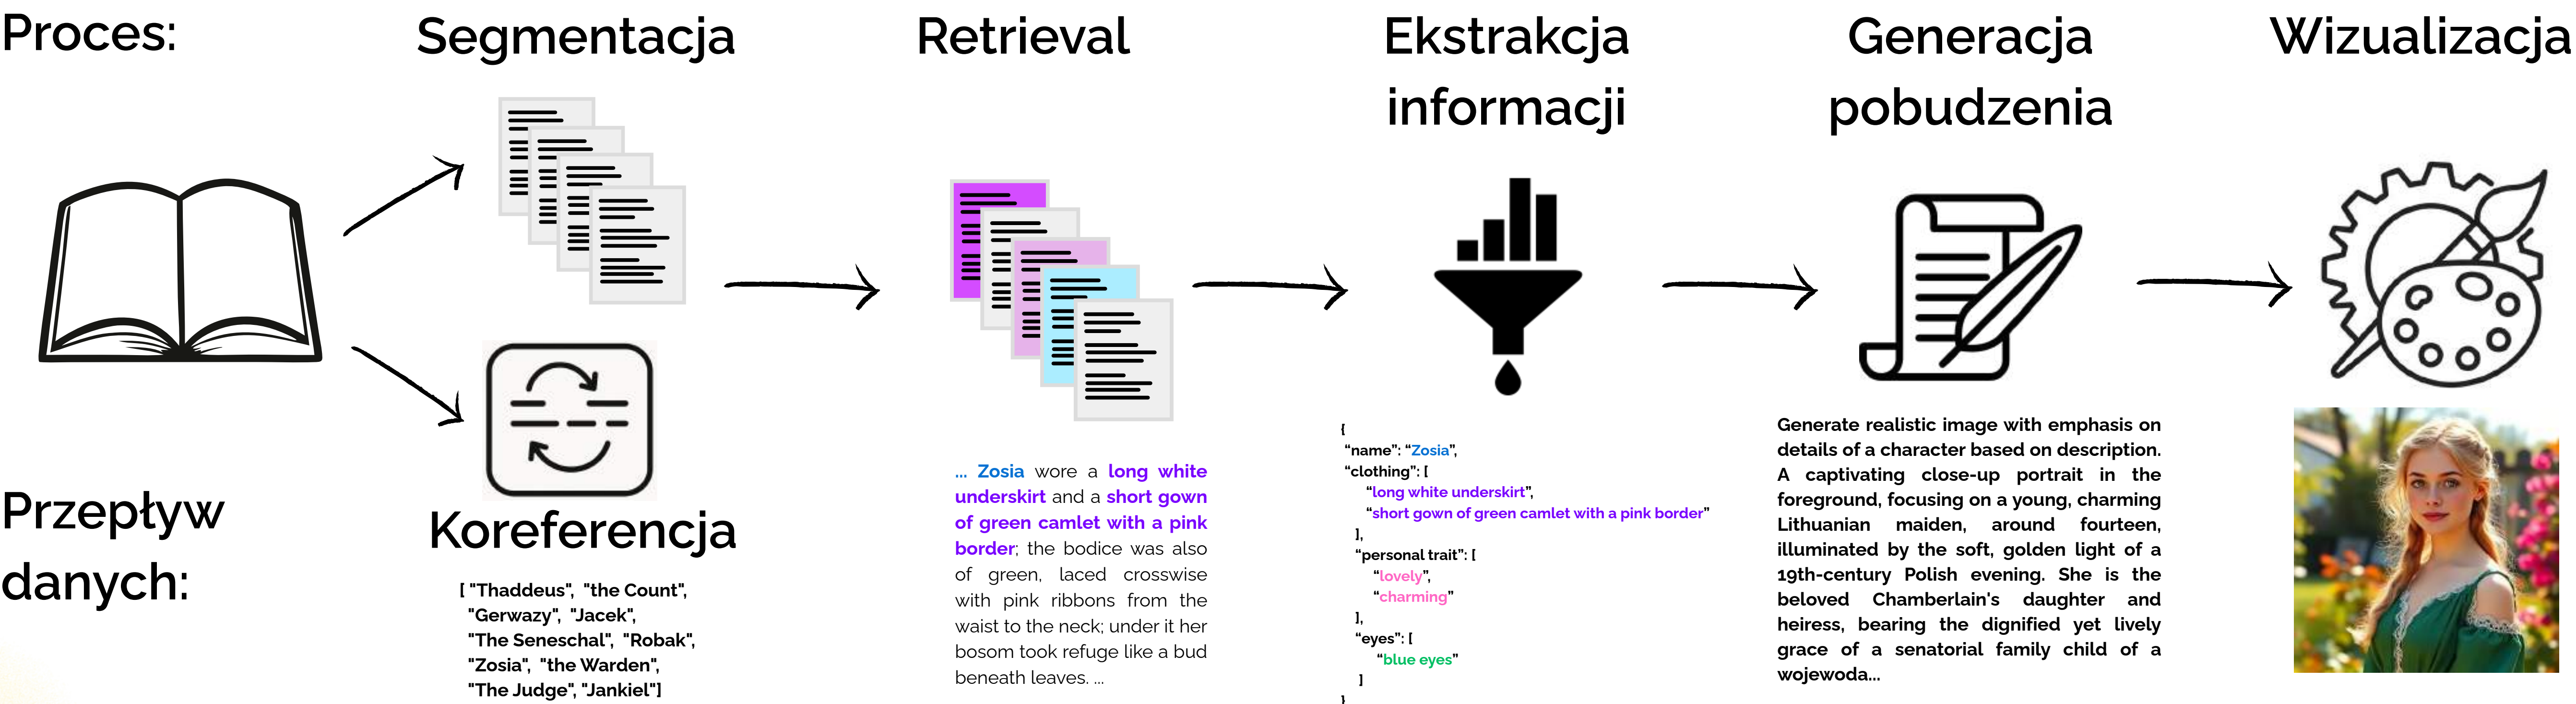 Proces:
Segmentacja
Retrieval
Ekstrakcja
informacji
Generacja
pobudzenia
Wizualizacja
Koreferencja
Przepływ
danych:
[ "Thaddeus", "the Count",
"Gerwazy", "Jacek",
"The Seneschal", "Robak",
"Zosia", "the Warden",
"The Judge", "Jankiel"]
... Zosia wore a long white
underskirt and a short gown
of green camlet with a pink
border; the bodice was also
of green, laced crosswise
with pink ribbons from the
waist to the neck; under it her
bosom took refuge like a bud
beneath leaves. ...
{
“name”: “Zosia”,
“clothing”: [
“long white underskirt”,
“short gown of green camlet with a pink border”
],
“personal trait”: [
“lovely”,
“charming”
],
“eyes”: [
“blue eyes”
]
}
Generate realistic image with emphasis on
details of a character based on description.
A captivating close-up portrait in the
foreground, focusing on a young, charming
Lithuanian maiden, around fourteen,
illuminated by the soft, golden light of a
19th-century Polish evening. She is the
beloved Chamberlain's daughter and
heiress, bearing the dignified yet lively
grace of a senatorial family child of a
wojewoda...